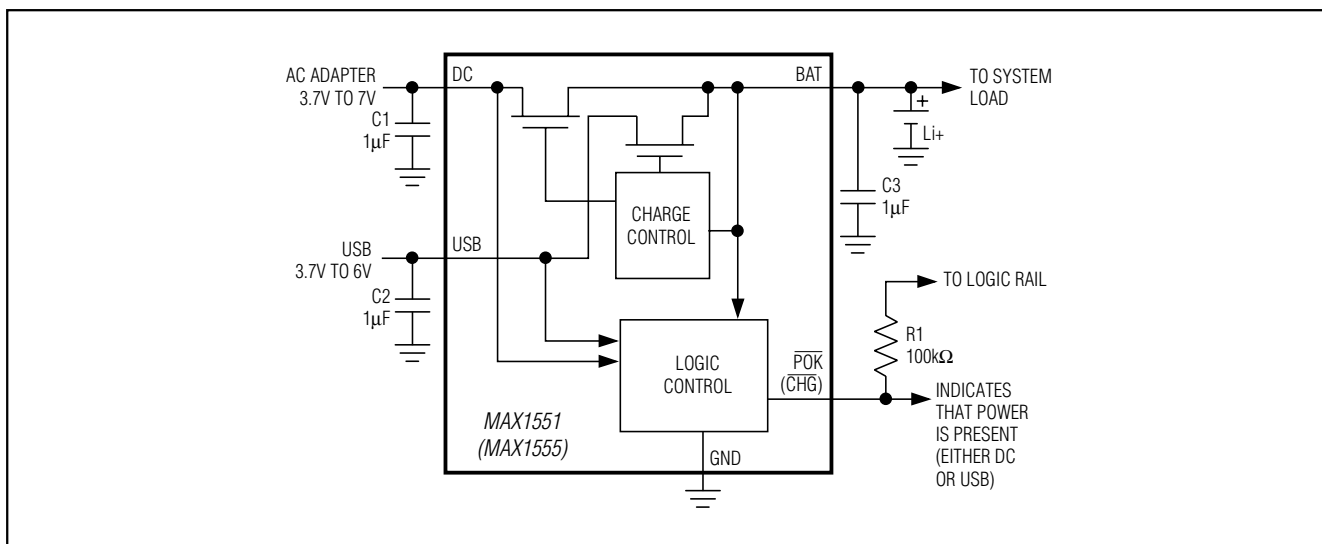 AC ADAPTER
3.7V TO 7V
C1
1µF
DC
BAT
TO SYSTEM
LOAD
+
Li+
C3
1µF
CHARGE
CONTROL
USB
3.7V TO 6V
C2
1µF
USB
TO LOGIC RAIL
R1
100kΩ
LOGIC
CONTROL
POK
(CHG)
INDICATES
THAT POWER
IS PRESENT
(EITHER DC
OR USB)
MAX1551
(MAX1555)
GND